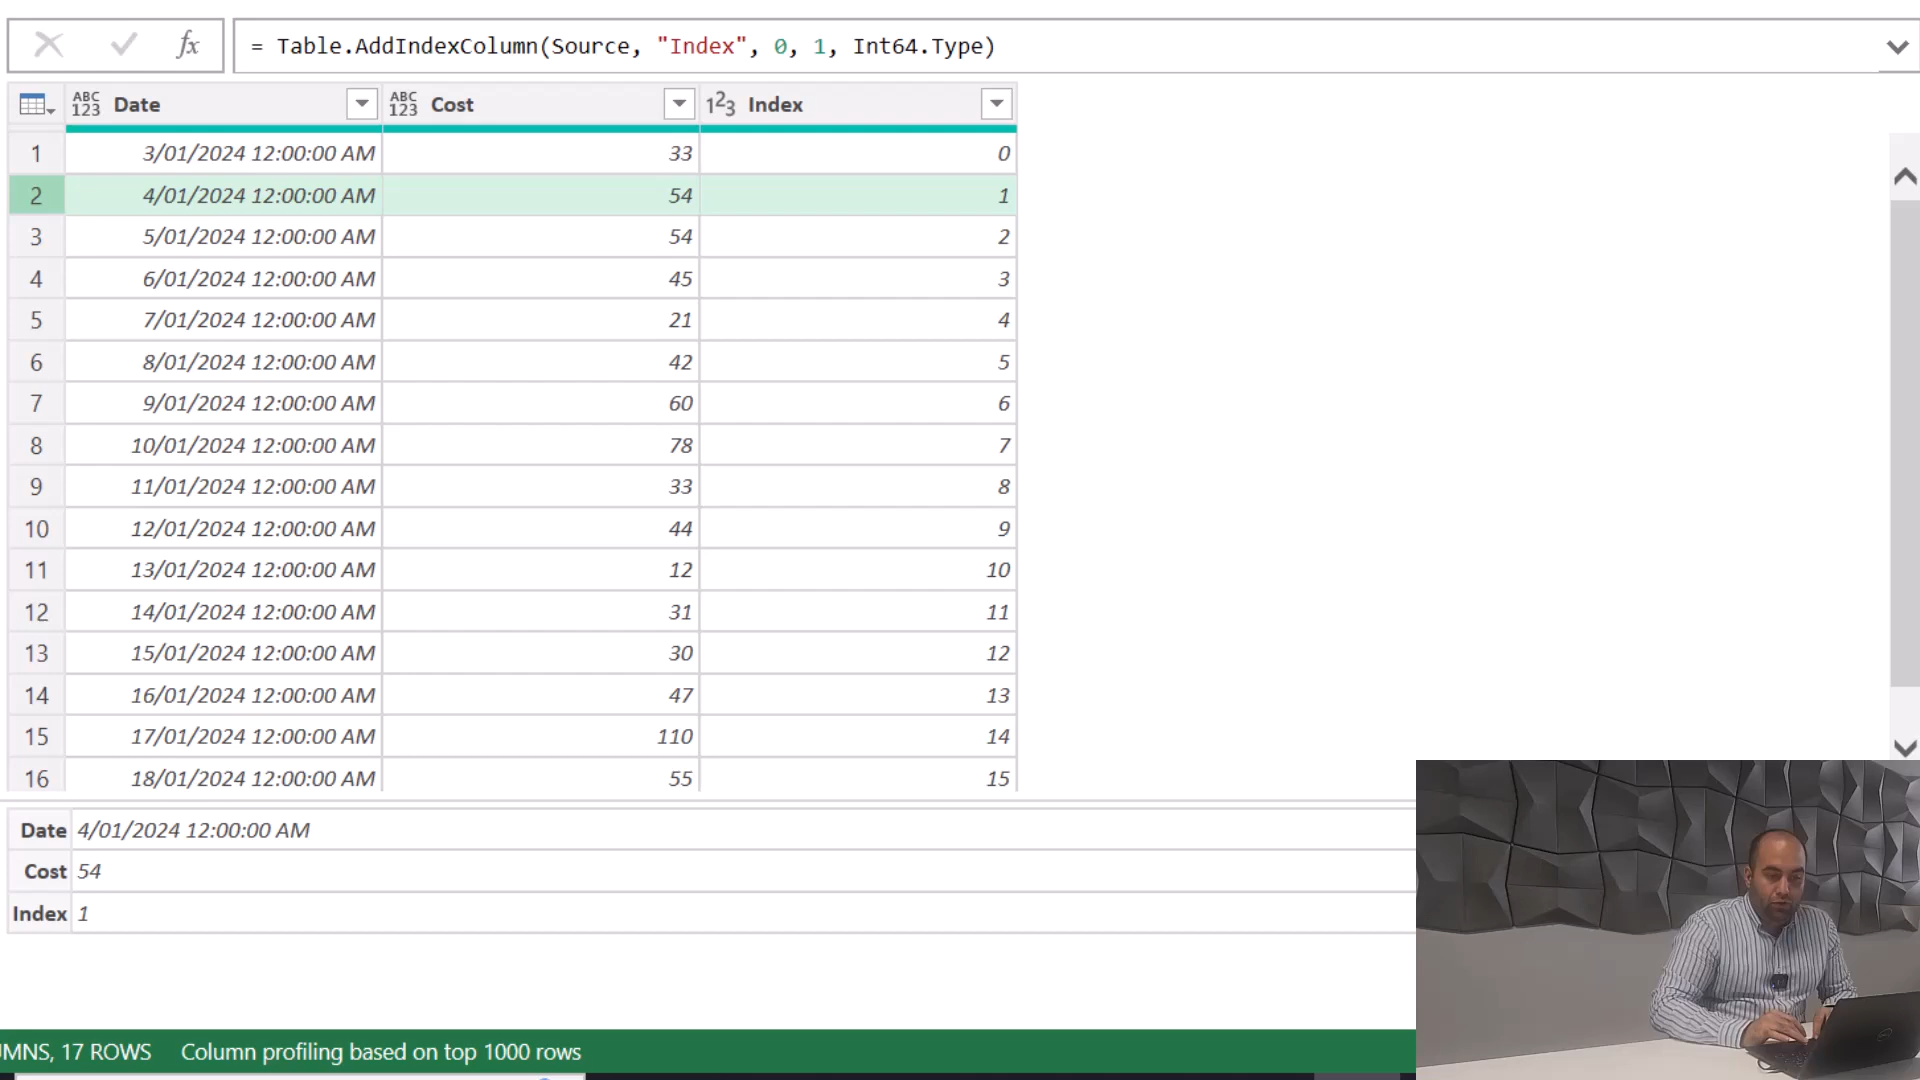 fx = Table.AddIndexColumn(Source, "Index", 0, 1, Int64.Type)
ABC 123 Date ABC 123 Cost 123 Index
1 3/01/2024 12:00:00 AM 33 0
2 4/01/2024 12:00:00 AM 54 1
3 5/01/2024 12:00:00 AM 54 2
4 6/01/2024 12:00:00 AM 45 3
5 7/01/2024 12:00:00 AM 21 4
6 8/01/2024 12:00:00 AM 42 5
7 9/01/2024 12:00:00 AM 60 6
8 10/01/2024 12:00:00 AM 78 7
9 11/01/2024 12:00:00 AM 33 8
10 12/01/2024 12:00:00 AM 44 9
11 13/01/2024 12:00:00 AM 12 10
12 14/01/2024 12:00:00 AM 31 11
13 15/01/2024 12:00:00 AM 30 12
14 16/01/2024 12:00:00 AM 47 13
15 17/01/2024 12:00:00 AM 110 14
16 18/01/2024 12:00:00 AM 55 15
Date 4/01/2024 12:00:00 AM
Cost 54
Index 1
UMNS, 17 ROWS Column profiling based on top 1000 rows